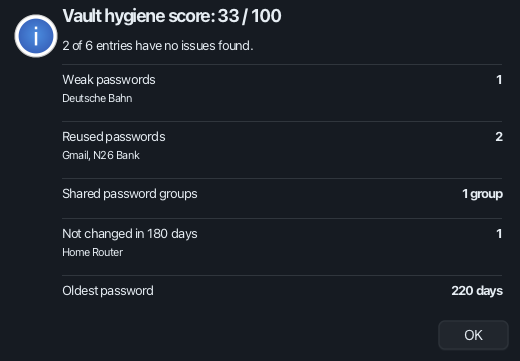 Vault hygiene score: 33 / 100
2 of 6 entries have no issues found.
Weak passwords 1
Deutsche Bahn
Reused passwords 2
Gmail, N26 Bank
Shared password groups 1 group
Not changed in 180 days 1
Home Router
Oldest password 220 days
OK